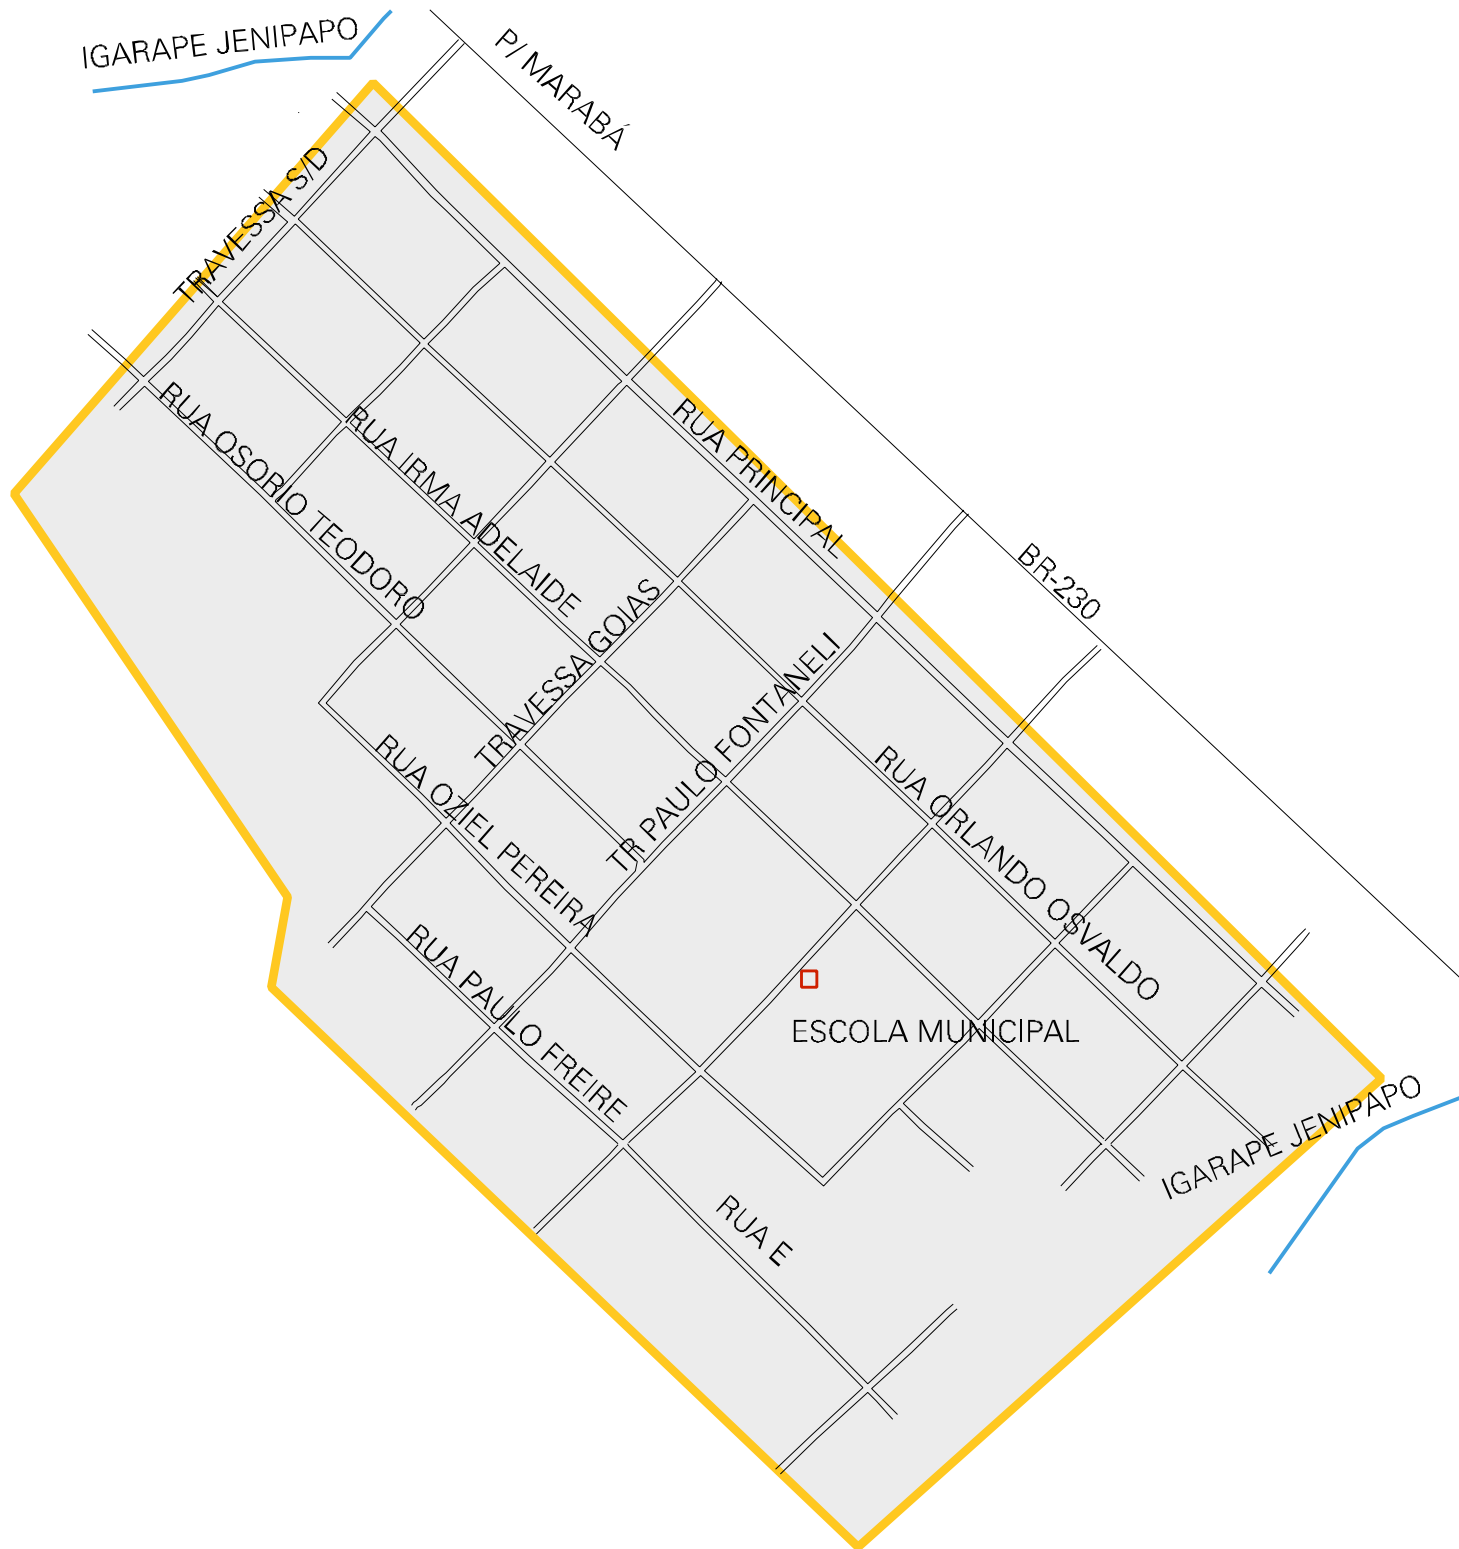 IGARAPE JENIPAPO
P/ MARABÁ
TRAVESSA S/D
RUA OSORIO TEODORO
RUA IRMA ADELAIDE
RUA PRINCIPAL
BR-230
TRAVESSA GOIAS
TR PAULO FONTANELI
RUA OZIEL PEREIRA
RUA ORLANDO OSVALDO
RUA PAULO FREIRE
ESCOLA MUNICIPAL
IGARAPE JENIPAPO
RUA E